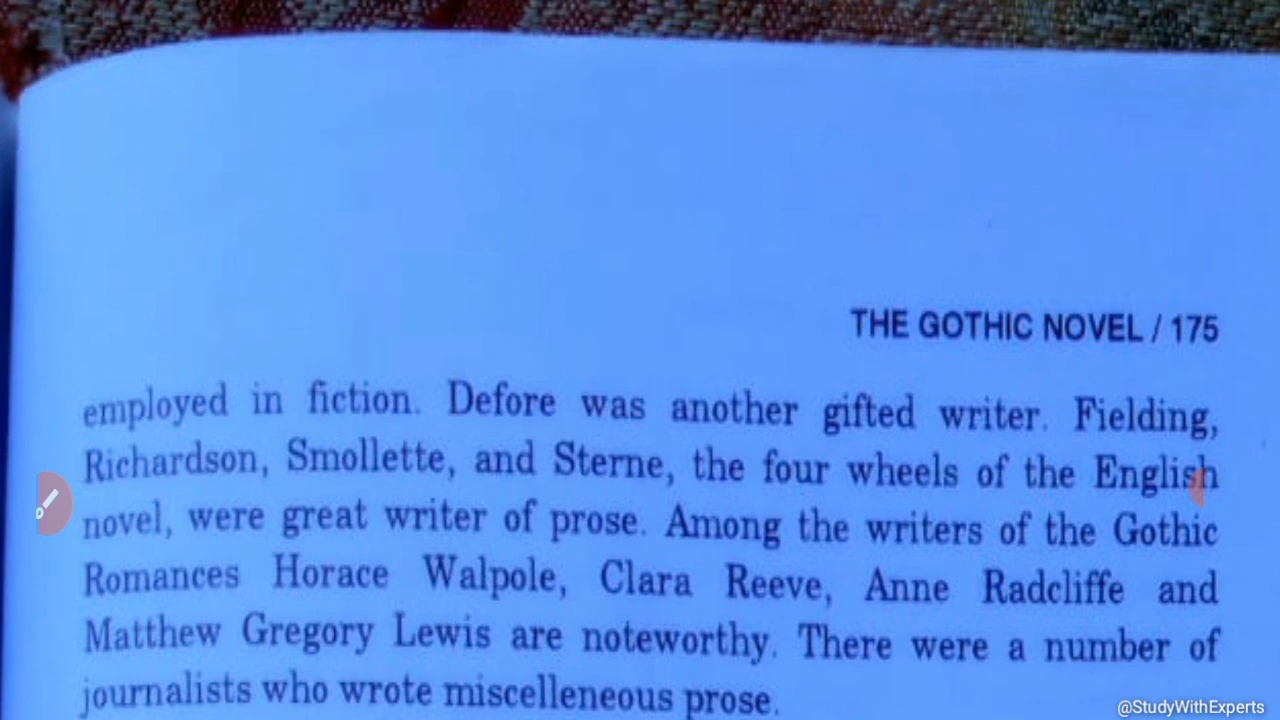 THE GOTHIC NOVEL / 175
employed in fiction. Defore was another gifted writer. Fielding,
Richardson, Smollette, and Sterne, the four wheels of the English
novel, were great writer of prose. Among the writers of the Gothic
Romances Horace Walpole, Clara Reeve, Anne Radcliffe and
Matthew Gregory Lewis are noteworthy. There were a number of
journalists who wrote miscelleneous prose.
@StudyWithExperts